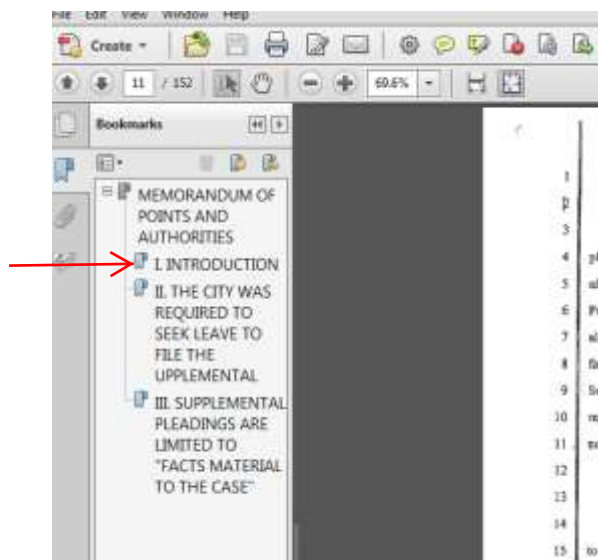 File Edit View Window Help
Create
11 / 152 69.6%
Bookmarks
MEMORANDUM OF
POINTS AND
AUTHORITIES
I. INTRODUCTION
II. THE CITY WAS
REQUIRED TO
SEEK LEAVE TO
FILE THE
UPPLEMENTAL
III. SUPPLEMENTAL
PLEADINGS ARE
LIMITED TO
"FACTS MATERIAL
TO THE CASE"
1
2
3
4
5
6
7
8
9
10
11
12
13
14
15 to